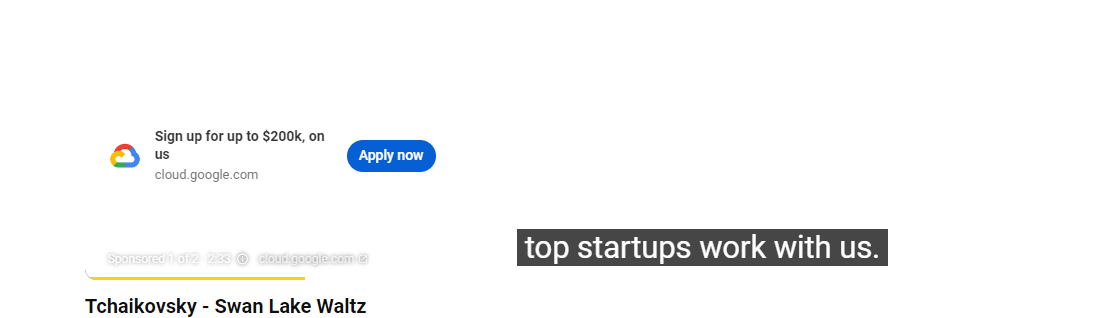 Sign up for up to $200k, on
us
cloud.google.com
Apply now
top startups work with us.
Sponsored 1 of 2 · 2:33 cloud.google.com
Tchaikovsky - Swan Lake Waltz